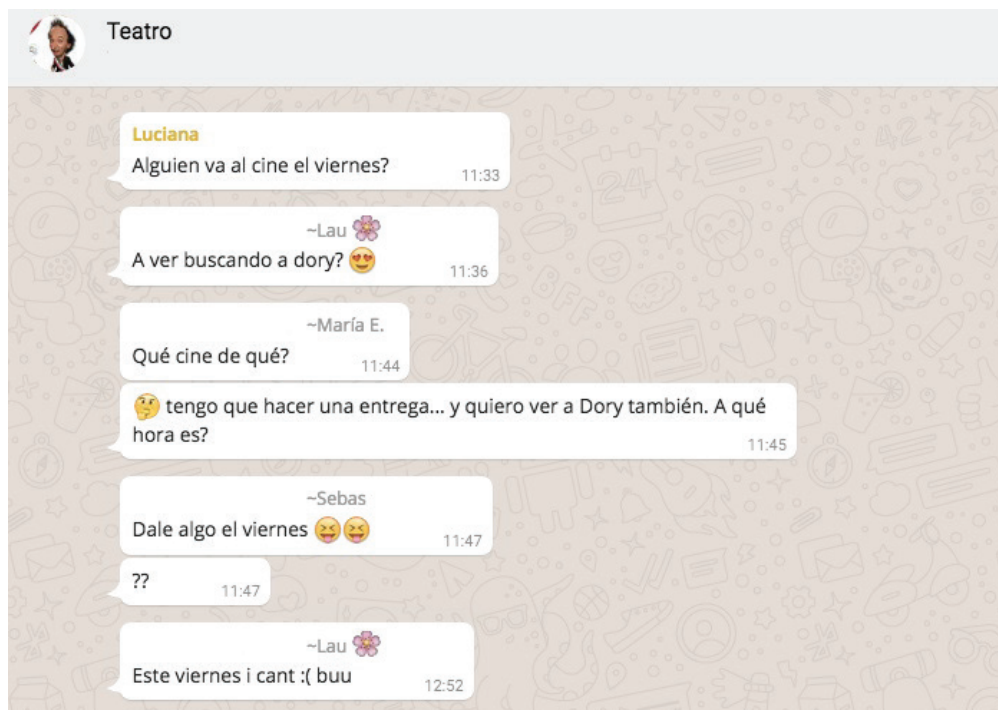 Teatro
Luciana
Alguien va al cine el viernes?
11:33
~Lau 🌸
A ver buscando a dory? 😍
11:36
~María E.
Qué cine de qué?
11:44
🤔 tengo que hacer una entrega... y quiero ver a Dory también. A qué
hora es?
11:45
~Sebas
Dale algo el viernes 😝😝
11:47
??
11:47
~Lau 🌸
Este viernes i cant :( buu
12:52